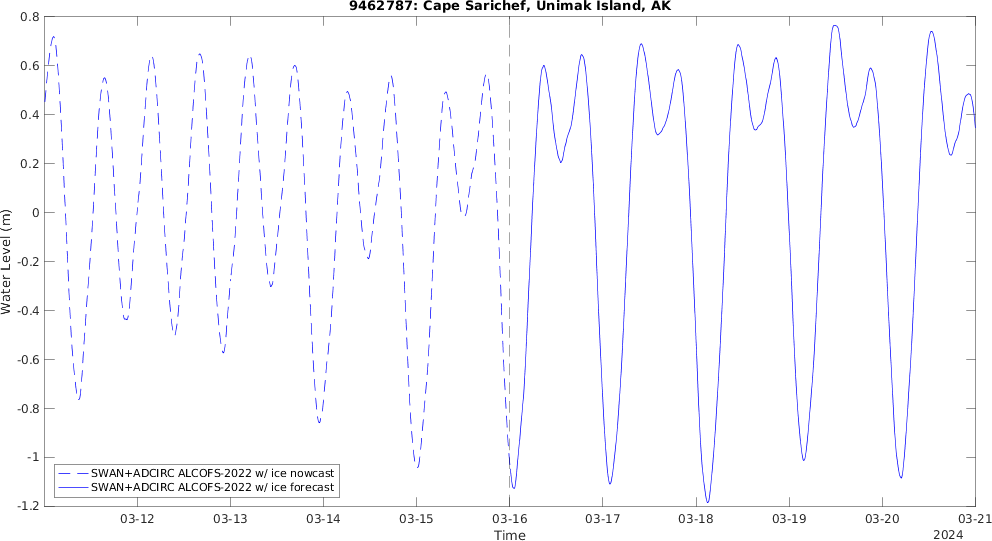 9462787: Cape Sarichef, Unimak Island, AK
0.8
0.6
0.4
0.2
0
-0.2
-0.4
-0.6
-0.8
-1
-1.2
Water Level (m)
SWAN+ADCIRC ALCOFS-2022 w/ ice nowcast
SWAN+ADCIRC ALCOFS-2022 w/ ice forecast
03-12 03-13 03-14 03-15 03-16 03-17 03-18 03-19 03-20 03-21
Time
2024